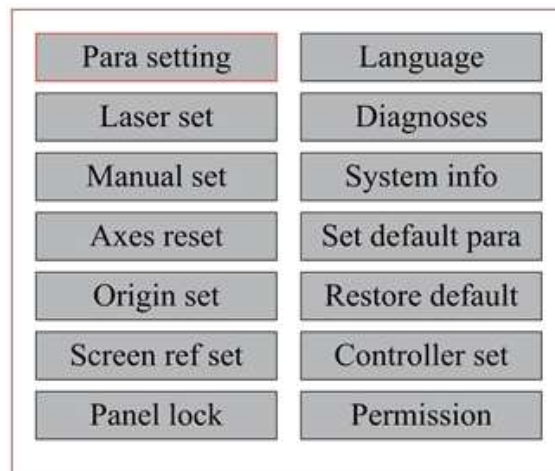 Para setting
Language
Laser set
Diagnoses
Manual set
System info
Axes reset
Set default para
Origin set
Restore default
Screen ref set
Controller set
Panel lock
Permission